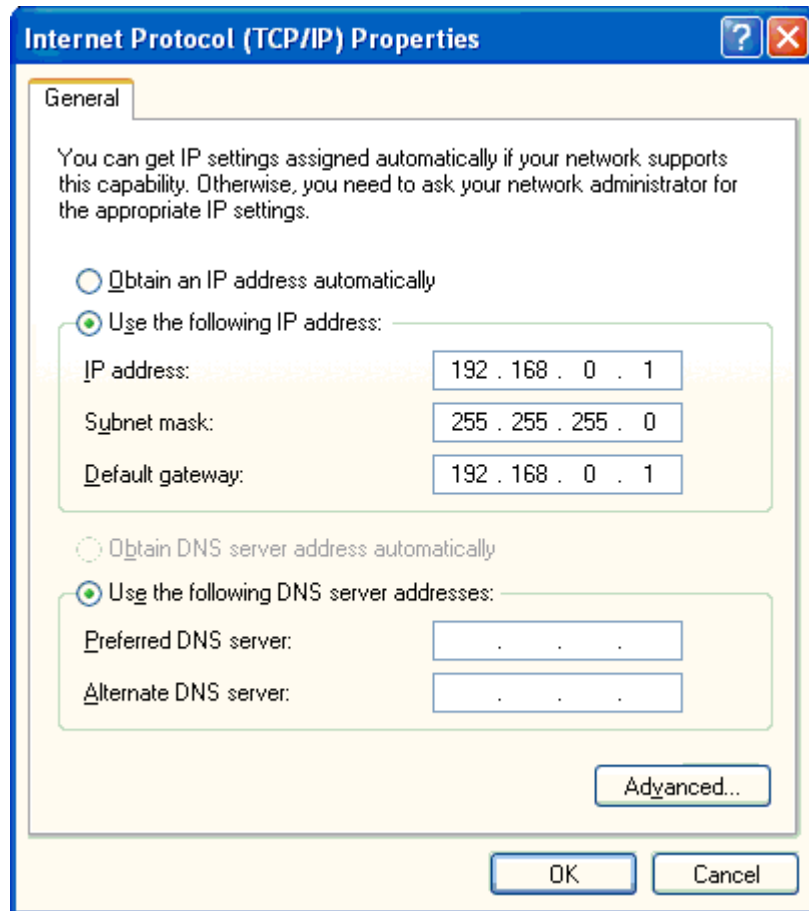 Internet Protocol (TCP/IP) Properties
General
You can get IP settings assigned automatically if your network supports
this capability. Otherwise, you need to ask your network administrator for
the appropriate IP settings.
Obtain an IP address automatically
Use the following IP address:
IP address: 192 . 168 . 0 . 1
Subnet mask: 255 . 255 . 255 . 0
Default gateway: 192 . 168 . 0 . 1
Obtain DNS server address automatically
Use the following DNS server addresses:
Preferred DNS server: . . .
Alternate DNS server: . . .
Advanced...
OK Cancel